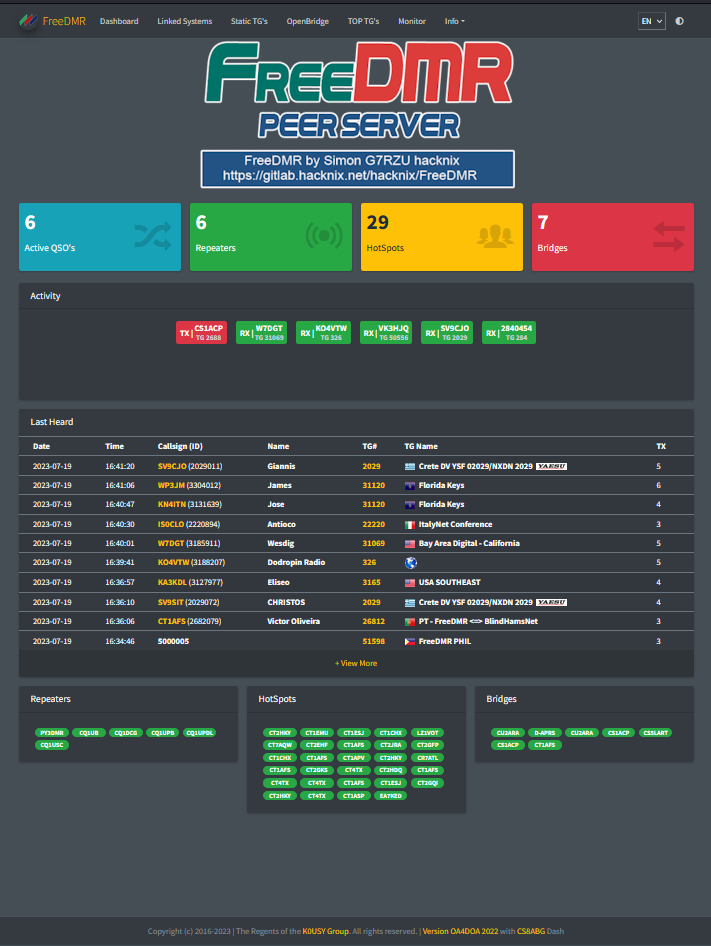 FreeDMR Dashboard Linked Systems Static TG's OpenBridge TOP TG's Monitor Info EN
FreeDMR
PEER SERVER
FreeDMR by Simon G7RZU hacknix
https://gitlab.hacknix.net/hacknix/FreeDMR
6 6 29 7
Active QSO's Repeaters HotSpots Bridges
Activity
TX | CS1ACP TG 2688 RX | W7DGT TG 31069 RX | KO4VTW TG 326 RX | VK3HJQ TG 50556 RX | SV9CJO TG 2029 RX | 2840454 TG 284
Last Heard
Date Time Callsign (ID) Name TG# TG Name TX
2023-07-19 16:41:20 SV9CJO (2029011) Giannis 2029 Crete DV YSF 02029/NXDN 2029 YAESU 5
2023-07-19 16:41:06 WP3JM (3304012) James 31120 Florida Keys 6
2023-07-19 16:40:47 KN4ITN (3131639) Jose 31120 Florida Keys 4
2023-07-19 16:40:30 IS0CLO (2220894) Antioco 22220 ItalyNet Conference 3
2023-07-19 16:40:01 W7DGT (3185911) Wesdig 31069 Bay Area Digital - California 5
2023-07-19 16:39:41 KO4VTW (3188207) Dodropin Radio 326 5
2023-07-19 16:36:57 KA3KDL (3127977) Eliseo 3165 USA SOUTHEAST 4
2023-07-19 16:36:10 SV9SIT (2029072) CHRISTOS 2029 Crete DV YSF 02029/NXDN 2029 YAESU 4
2023-07-19 16:36:06 CT1AFS (2682079) Victor Oliveira 26812 PT - FreeDMR <=> BlindHamsNet 3
2023-07-19 16:34:46 5000005 51598 FreeDMR PHIL 3
+ View More
Repeaters
PY3DMR CQ1UB CQ1DCG CQ1UPB CQ1UPDL
CQ1USC
HotSpots
CT2HKY CT1EHU CT1ESJ CT1CHX LZ1VOT
CT7AQW CT2EHF CT1AFS CT2JRA CT2GFP
CT1CHX CT1AFS CT1APV CT2HKY CR7ATL
CT1AFS CT2GKS CT4TX CT2HDQ CT1AFS
CT4TX CT4TX CT1AFS CT1ESJ CT2GQI
CT2HKY CT4TX CT1ASP EA7KED
Bridges
CU2ARA D-APRS CU2ARA CS1ACP CS5LART
CS1ACP CT1AFS
Copyright (c) 2016-2023 | The Regents of the K0USY Group. All rights reserved. | Version OA4DOA 2022 with CS8ABG Dash